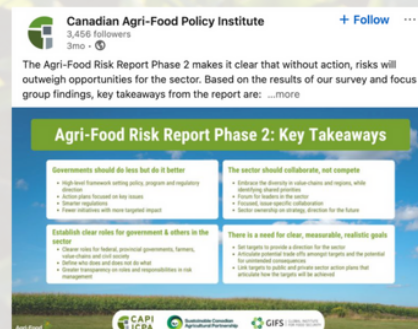 Canadian Agri-Food Policy Institute
+ Follow
3,456 followers
3mo •
The Agri-Food Risk Report Phase 2 makes it clear that without action, risks will
outweigh opportunities for the sector. Based on the results of our survey and focus
group findings, key takeaways from the report are: ...more
Agri-Food Risk Report Phase 2: Key Takeaways
Governments should do less but do it better
• High-level framework setting policy, program and regulatory
direction
• Action plans focused on key issues
• Smarter regulations
• Fewer initiatives with more targeted impact
The sector should collaborate, not compete
• Embrace the diversity in value-chains and regions, while
identifying shared priorities
• Forum for leaders in the sector
• Focused, issue-specific collaboration
• Sector ownership on strategy, direction for the future
Establish clear roles for government & others in the
sector
• Clearer roles for federal, provincial governments, farmers,
value-chains and civil society
• Define who does and does not do what
• Greater transparency on roles and responsibilities in risk
management
There is a need for clear, measurable, realistic goals
• Set targets to provide a direction for the sector
• Articulate potential trade offs amongst targets and the potential
for unintended consequences
• Link targets to public and private sector action plans that
articulate how the targets will be achieved
Agri-Food
CAPI
ICPA
Sustainable Canadian
Agricultural Partnership
GIFS